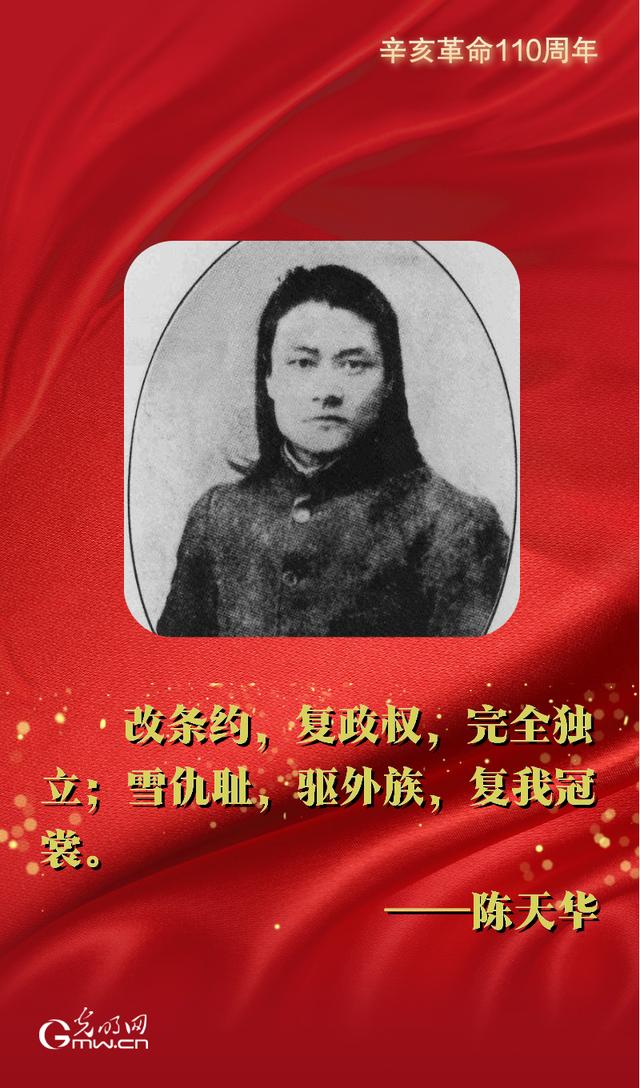 辛亥革命110周年
改条约，复政权，完全独
立；雪仇耻，驱外族，复我冠
裳。
——陈天华
光明网
Gmw.cn